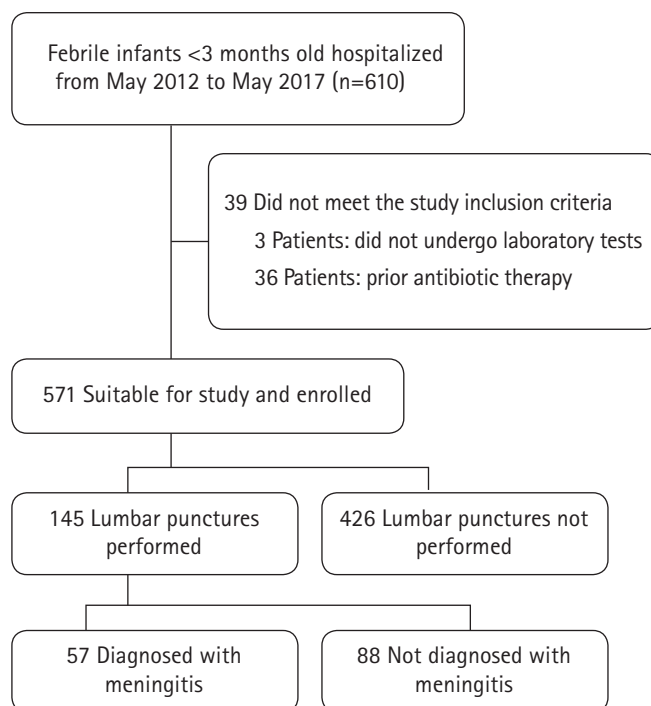 Febrile infants <3 months old hospitalized
from May 2012 to May 2017 (n=610)
39 Did not meet the study inclusion criteria
3 Patients: did not undergo laboratory tests
36 Patients: prior antibiotic therapy
571 Suitable for study and enrolled
145 Lumbar punctures
performed
426 Lumbar punctures not
performed
57 Diagnosed with
meningitis
88 Not diagnosed with
meningitis